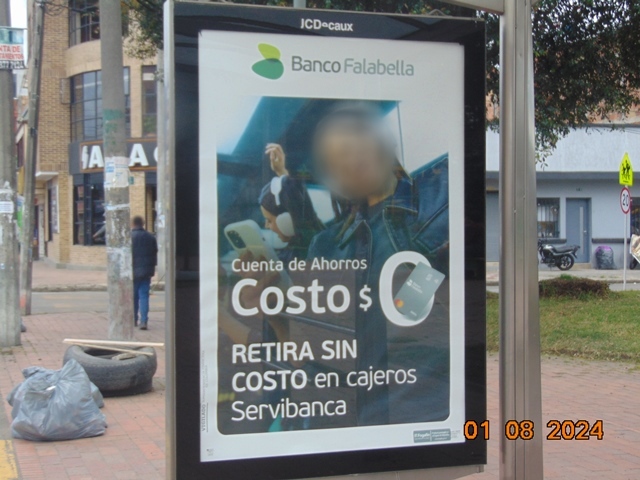 JCDecaux
Banco Falabella
Cuenta de Ahorros
Costo $0
RETIRA SIN
COSTO en cajeros
Servibanca
01 08 2024